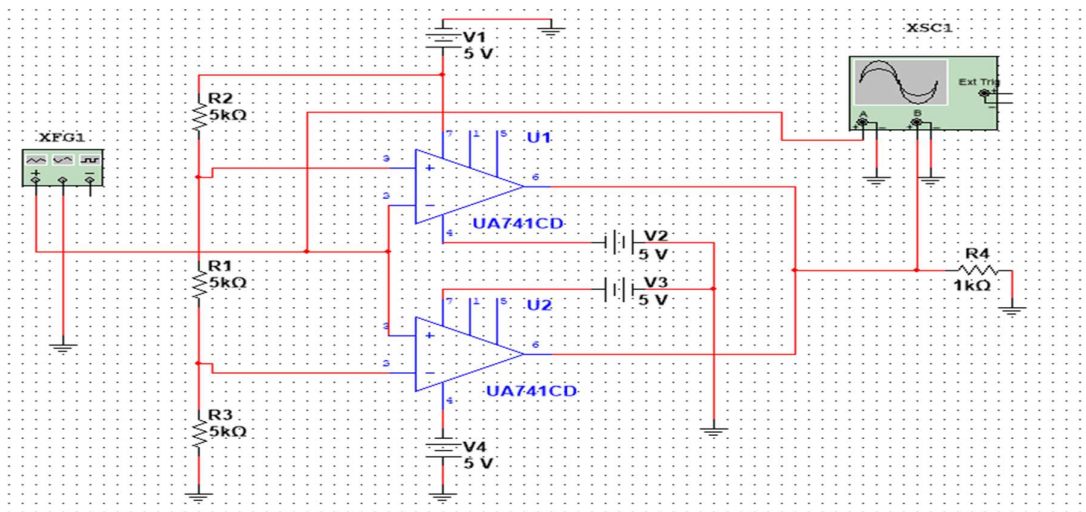 XSC1
V1
5 V
Ext Trig
R2
5kΩ
A
B
XFG1
7
1
5
U1
3
6
2
UA741CD
4
V2
5 V
R4
1kΩ
R1
5kΩ
V3
5 V
7
1
5
U2
3
6
2
UA741CD
4
R3
5kΩ
V4
5 V